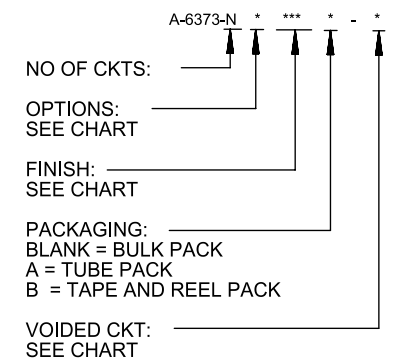 A-6373-N * *** * - *
NO OF CKTS:
OPTIONS:
SEE CHART
FINISH:
SEE CHART
PACKAGING:
BLANK = BULK PACK
A = TUBE PACK
B = TAPE AND REEL PACK
VOIDED CKT:
SEE CHART